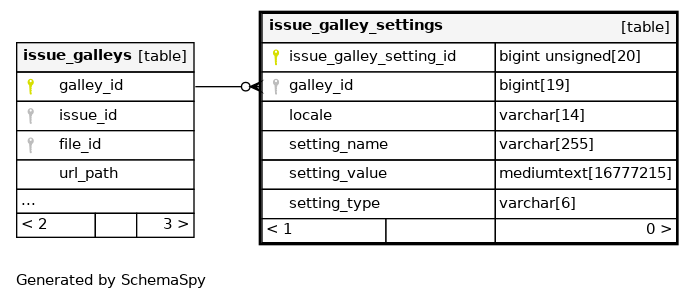 issue_galleys [table]
galley_id
issue_id
file_id
url_path
...
< 2 3 >
issue_galley_settings [table]
issue_galley_setting_id bigint unsigned[20]
galley_id bigint[19]
locale varchar[14]
setting_name varchar[255]
setting_value mediumtext[16777215]
setting_type varchar[6]
< 1 0 >
Generated by SchemaSpy